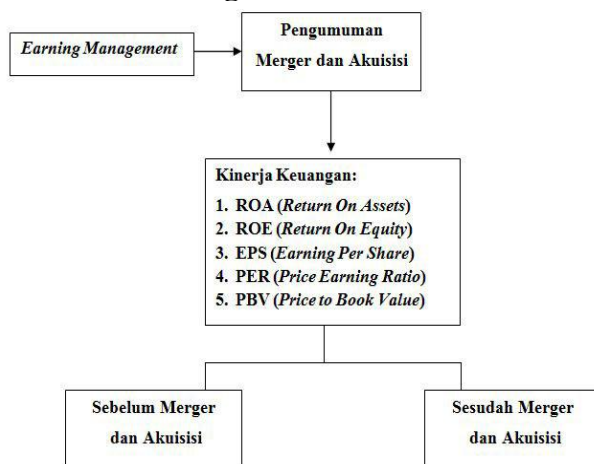 Earning Management
Pengumuman
Merger dan Akuisisi
Kinerja Keuangan:
1. ROA (Return On Assets)
2. ROE (Return On Equity)
3. EPS (Earning Per Share)
4. PER (Price Earning Ratio)
5. PBV (Price to Book Value)
Sebelum Merger
dan Akuisisi
Sesudah Merger
dan Akuisisi